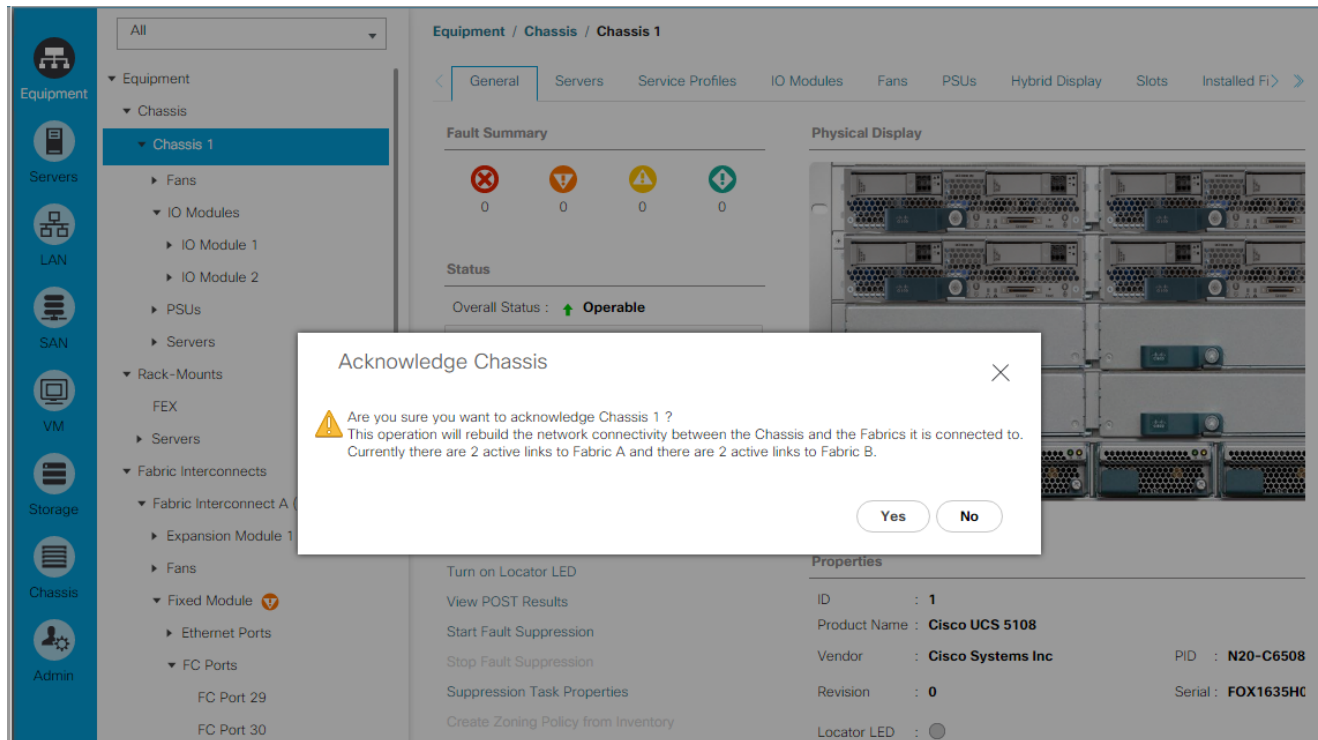 All
Equipment / Chassis / Chassis 1
Equipment
Servers
LAN
SAN
VM
Storage
Chassis
Admin
Equipment
Chassis
Chassis 1
Fans
IO Modules
IO Module 1
IO Module 2
PSUs
Servers
Rack-Mounts
FEX
Servers
Fabric Interconnects
Fabric Interconnect A (
Expansion Module 1
Fans
Fixed Module
Ethernet Ports
FC Ports
FC Port 29
FC Port 30
General Servers Service Profiles IO Modules Fans PSUs Hybrid Display Slots Installed Fi
Fault Summary
0 0 0 0
Status
Overall Status : Operable
Physical Display
Acknowledge Chassis
Are you sure you want to acknowledge Chassis 1 ?
This operation will rebuild the network connectivity between the Chassis and the Fabrics it is connected to.
Currently there are 2 active links to Fabric A and there are 2 active links to Fabric B.
Yes No
Turn on Locator LED
View POST Results
Start Fault Suppression
Stop Fault Suppression
Suppression Task Properties
Create Zoning Policy from Inventory
Properties
ID : 1
Product Name : Cisco UCS 5108
Vendor : Cisco Systems Inc PID : N20-C6508
Revision : 0 Serial : FOX1635H
Locator LED :